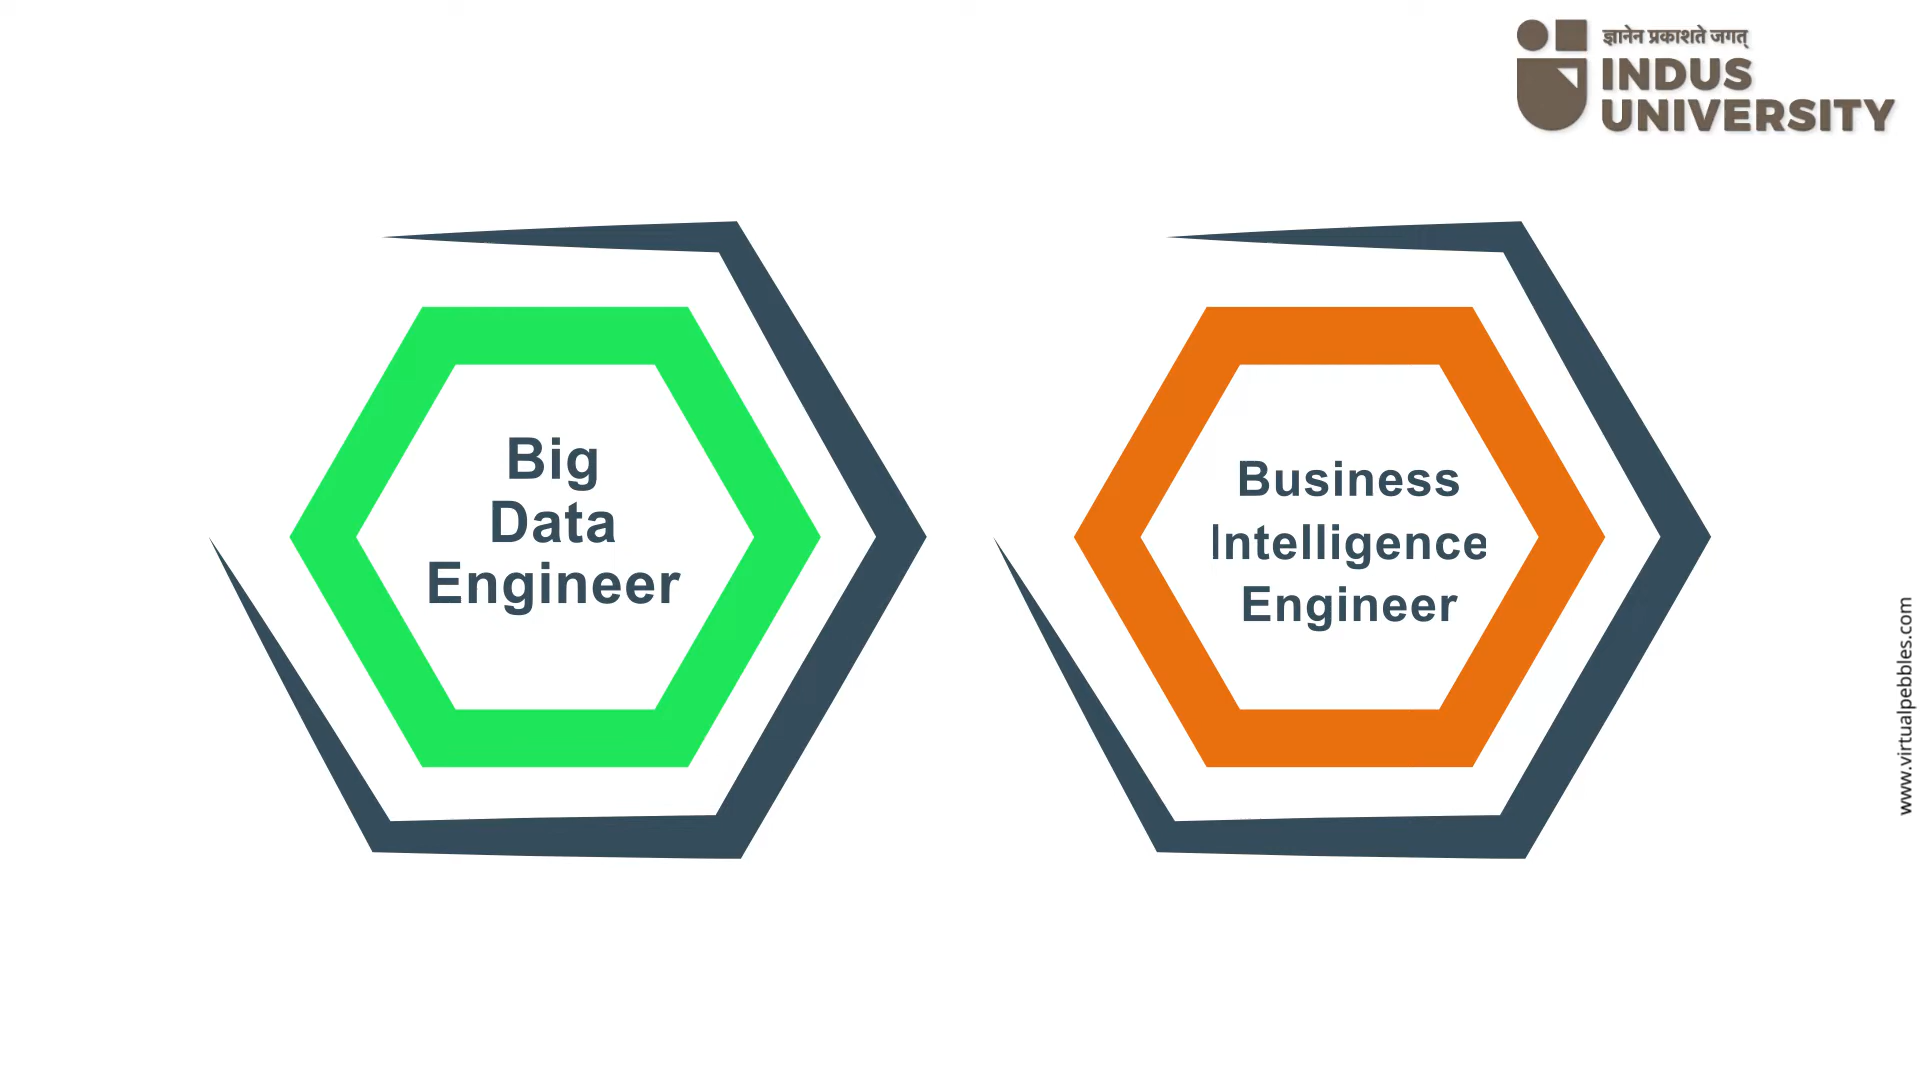 ज्ञानेन प्रकाशते जगत्
INDUS
UNIVERSITY
Big
Data
Engineer
Business
Intelligence
Engineer
www.virtualpebbles.com